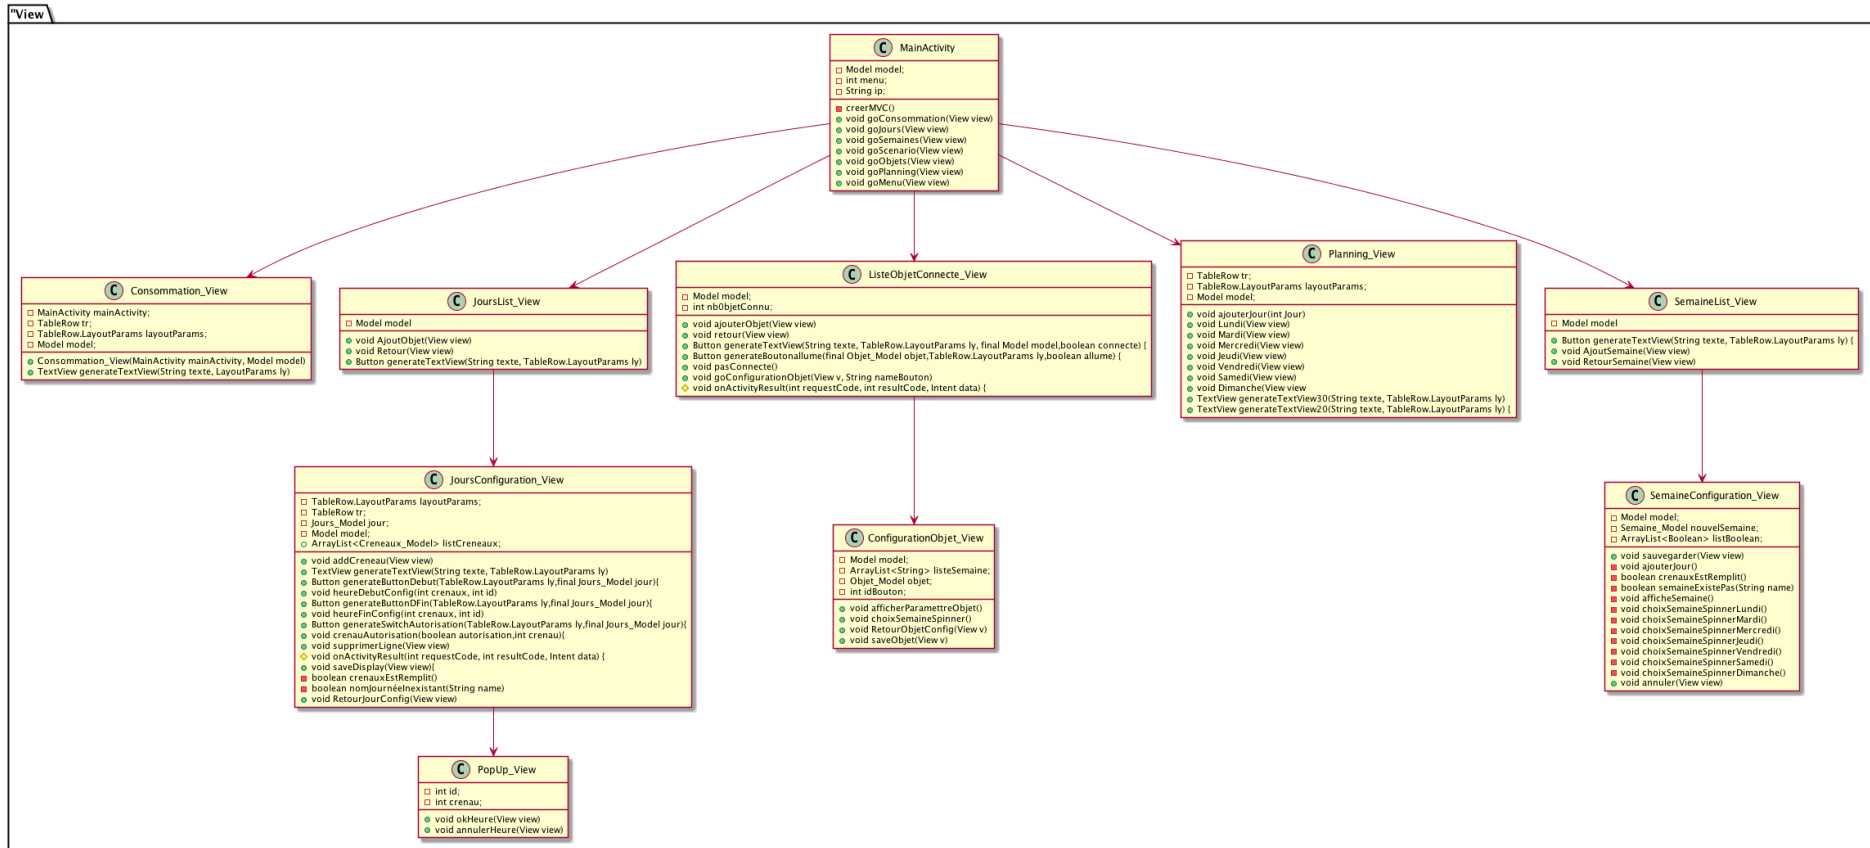 "View
C MainActivity
Model model;
int menu;
String ip;
creerMVC()
void goConsommation(View view)
void goJours(View view)
void goSemaines(View view)
void goScenario(View view)
void goObjets(View view)
void goPlanning(View view)
void goMenu(View view)
C Consommation_View
MainActivity mainActivity;
TableRow tr;
TableRow.LayoutParams layoutParams;
Model model;
Consommation_View(MainActivity mainActivity, Model model)
TextView generateTextView(String texte, LayoutParams ly)
C JoursList_View
Model model
void AjoutObjet(View view)
void Retour(View view)
Button generateTextView(String texte, TableRow.LayoutParams ly)
C ListeObjetConnecte_View
Model model;
int nbObjetConnu;
void ajouterObjet(View view)
void retour(View view)
Button generateTextView(String texte, TableRow.LayoutParams ly, final Model model,boolean connecte) {
Button generateBoutonallume(final Objet_Model objet,TableRow.LayoutParams ly,boolean allume) {
void pasConnecte()
void goConfigurationObjet(View v, String nameBouton)
void onActivityResult(int requestCode, int resultCode, Intent data) {
C Planning_View
TableRow tr;
TableRow.LayoutParams layoutParams;
Model model;
void ajouterJour(int Jour)
void Lundi(View view)
void Mardi(View view)
void Mercredi(View view)
void Jeudi(View view)
void Vendredi(View view)
void Samedi(View view)
void Dimanche(View view
TextView generateTextView30(String texte, TableRow.LayoutParams ly)
TextView generateTextView20(String texte, TableRow.LayoutParams ly) {
C SemaineList_View
Model model
Button generateTextView(String texte, TableRow.LayoutParams ly) {
void AjoutSemaine(View view)
void RetourSemaine(View view)
C JoursConfiguration_View
TableRow.LayoutParams layoutParams;
TableRow tr;
Jours_Model jour;
Model model;
ArrayList<Creneaux_Model> listCreneaux;
void addCreneau(View view)
TextView generateTextView(String texte, TableRow.LayoutParams ly)
Button generateButtonDebut(TableRow.LayoutParams ly,final Jours_Model jour){
void heureDebutConfig(int crenaux, int id)
Button generateButtonDFin(TableRow.LayoutParams ly,final Jours_Model jour){
void heureFinConfig(int crenaux, int id)
Button generateSwitchAutorisation(TableRow.LayoutParams ly,final Jours_Model jour){
void crenauAutorisation(boolean autorisation,int crenau){
void supprimerLigne(View view)
void onActivityResult(int requestCode, int resultCode, Intent data) {
void saveDisplay(View view){
boolean crenauxEstRemplit()
boolean nomJournéeInexistant(String name)
void RetourJourConfig(View view)
C ConfigurationObjet_View
Model model;
ArrayList<String> listeSemaine;
Objet_Model objet;
int idBouton;
void afficherParamettreObjet()
void choixSemaineSpinner()
void RetourObjetConfig(View v)
void saveObjet(View v)
C SemaineConfiguration_View
Model model;
Semaine_Model nouvelSemaine;
ArrayList<Boolean> listBoolean;
void sauvegarder(View view)
void ajouterJour()
boolean crenauxEstRemplit()
boolean semaineExistePas(String name)
void afficheSemaine()
void choixSemaineSpinnerLundi()
void choixSemaineSpinnerMardi()
void choixSemaineSpinnerMercredi()
void choixSemaineSpinnerJeudi()
void choixSemaineSpinnerVendredi()
void choixSemaineSpinnerSamedi()
void choixSemaineSpinnerDimanche()
void annuler(View view)
C PopUp_View
int id;
int crenau;
void okHeure(View view)
void annulerHeure(View view)